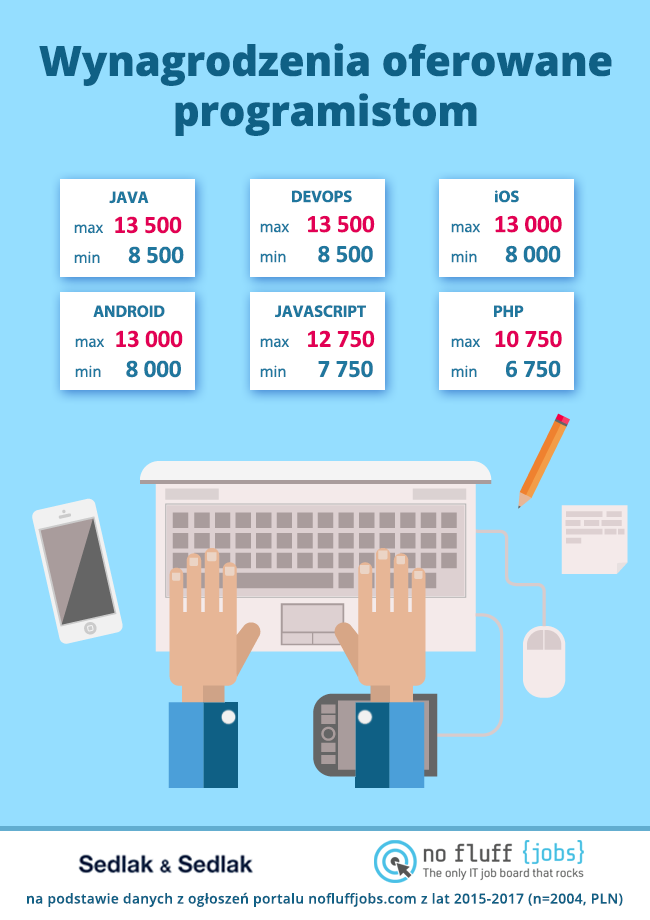 Wynagrodzenia oferowane
programistom
JAVA
max 13 500
min 8 500
DEVOPS
max 13 500
min 8 500
iOS
max 13 000
min 8 000
ANDROID
max 13 000
min 8 000
JAVASCRIPT
max 12 750
min 7 750
PHP
max 10 750
min 6 750
Sedlak & Sedlak
no fluff {jobs}
The only IT job board that rocks
na podstawie danych z ogłoszeń portalu nofluffjobs.com z lat 2015-2017 (n=2004, PLN)